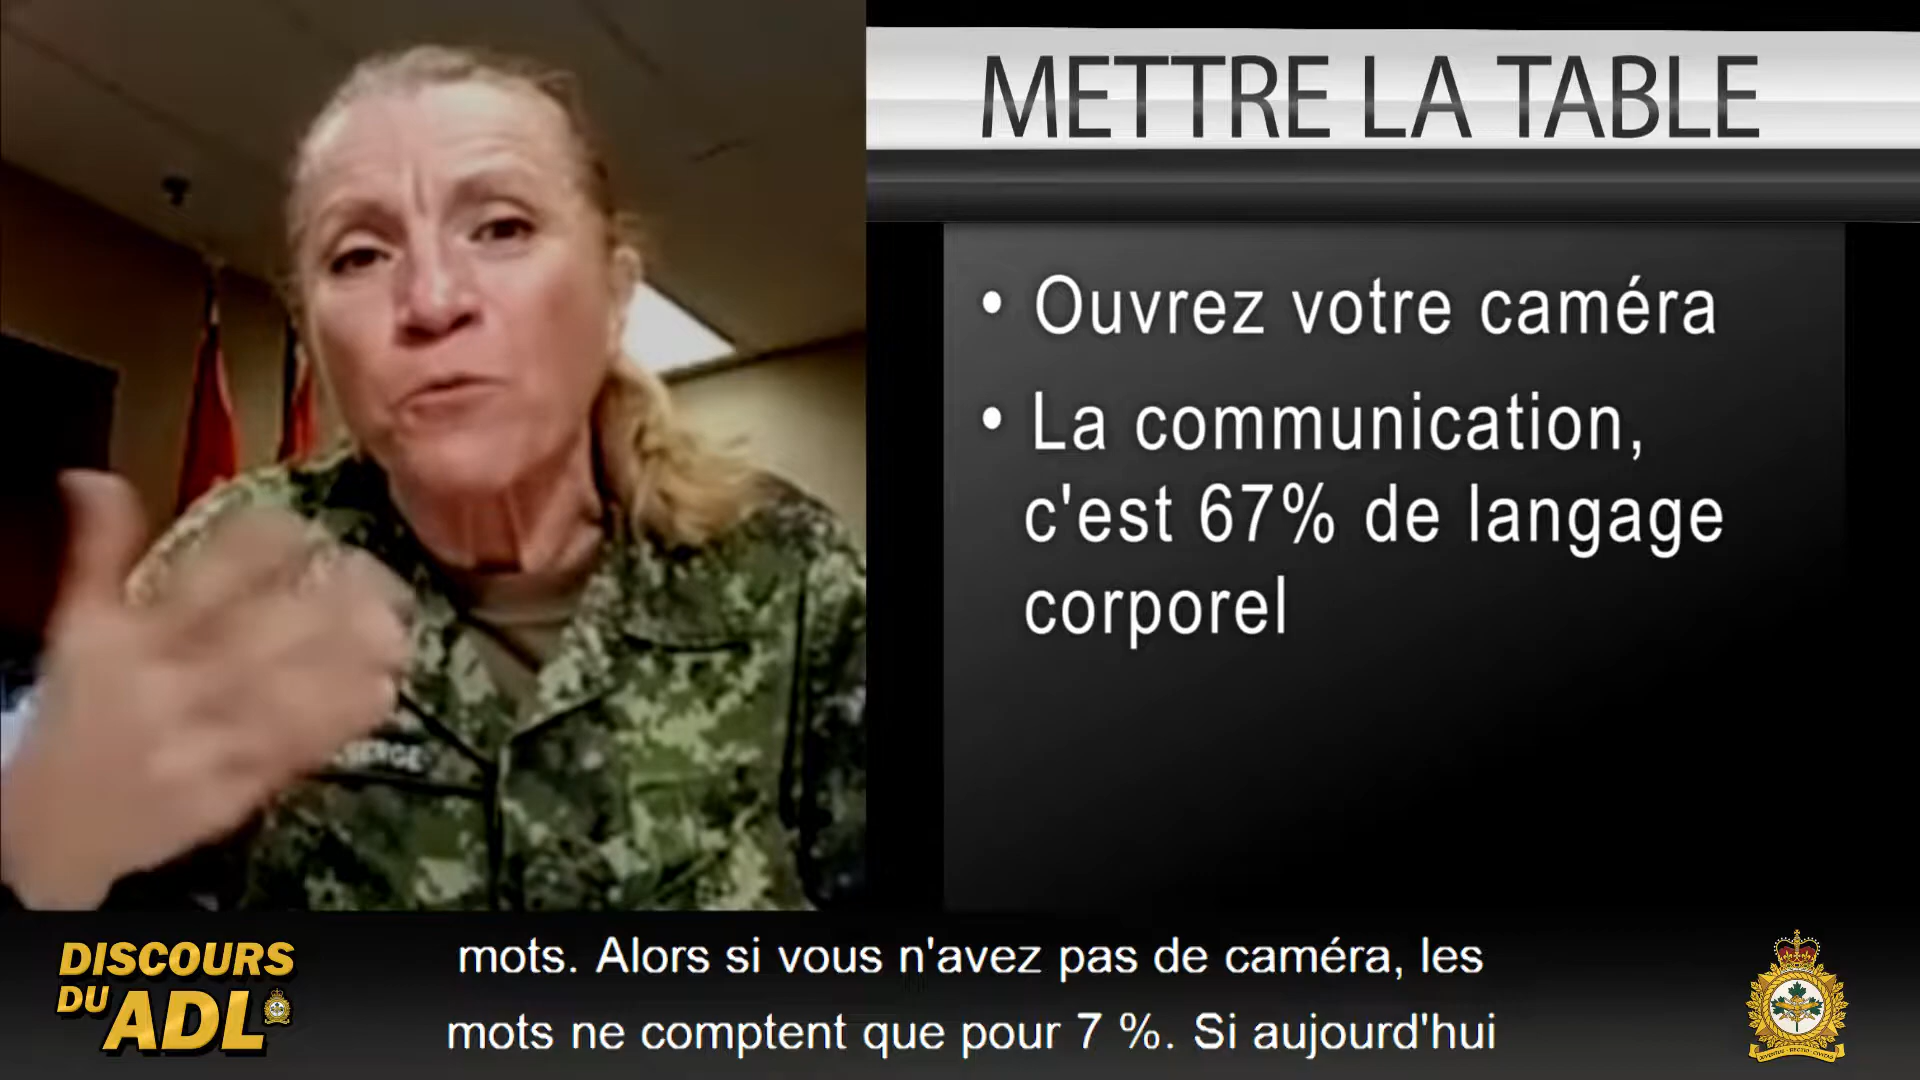 METTRE LA TABLE
• Ouvrez votre caméra
• La communication,
c'est 67% de langage
corporel
mots. Alors si vous n'avez pas de caméra, les
mots ne comptent que pour 7 %. Si aujourd'hui
DISCOURS
DU ADL